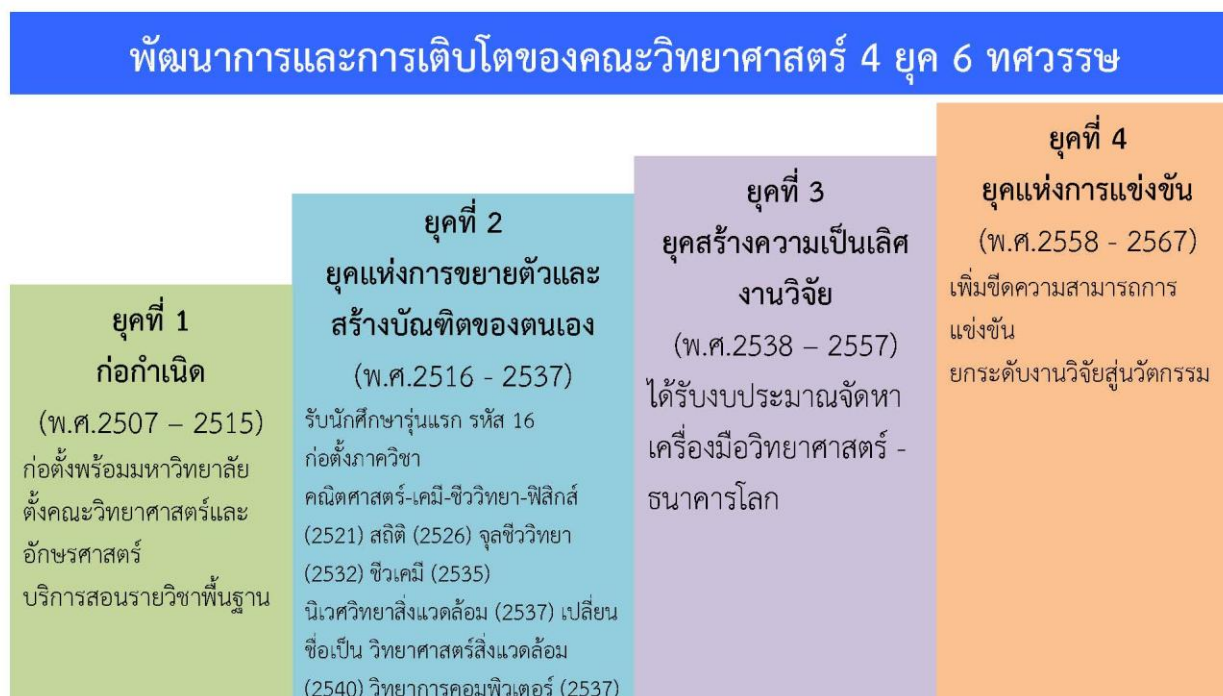 พัฒนาการและการเติบโตของคณะวิทยาศาสตร์ 4 ยุค 6 ทศวรรษ
ยุคที่ 1
ก่อกำเนิด
(พ.ศ.2507 – 2515)
ก่อตั้งพร้อมมหาวิทยาลัย
ตั้งคณะวิทยาศาสตร์และ
อักษรศาสตร์
บริการสอนรายวิชาพื้นฐาน
ยุคที่ 2
ยุคแห่งการขยายตัวและ
สร้างบัณฑิตของตนเอง
(พ.ศ.2516 - 2537)
รับนักศึกษารุ่นแรก รหัส 16
ก่อตั้งภาควิชา
คณิตศาสตร์-เคมี-ชีววิทยา-ฟิสิกส์
(2521) สถิติ (2526) จุลชีววิทยา
(2532) ชีวเคมี (2535)
นิเวศวิทยาสิ่งแวดล้อม (2537) เปลี่ยน
ชื่อเป็น วิทยาศาสตร์สิ่งแวดล้อม
(2540) วิทยาการคอมพิวเตอร์ (2537)
ยุคที่ 3
ยุคสร้างความเป็นเลิศ
งานวิจัย
(พ.ศ.2538 – 2557)
ได้รับงบประมาณจัดหา
เครื่องมือวิทยาศาสตร์ -
ธนาคารโลก
ยุคที่ 4
ยุคแห่งการแข่งขัน
(พ.ศ.2558 - 2567)
เพิ่มขีดความสามารถการ
แข่งขัน
ยกระดับงานวิจัยสู่นวัตกรรม